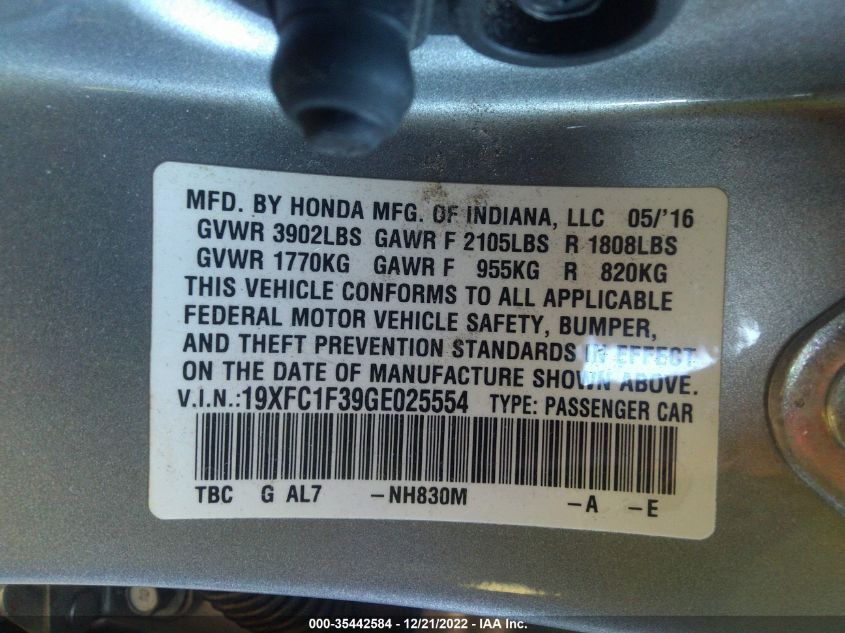 MFD. BY HONDA MFG. OF INDIANA, LLC 05/'16
GVWR 3902LBS GAWR F 2105LBS R 1808LBS
GVWR 1770KG GAWR F 955KG R 820KG
THIS VEHICLE CONFORMS TO ALL APPLICABLE
FEDERAL MOTOR VEHICLE SAFETY, BUMPER,
AND THEFT PREVENTION STANDARDS IN EFFECT
ON THE DATE OF MANUFACTURE SHOWN ABOVE.
V.I.N.:19XFC1F39GE025554 TYPE: PASSENGER CAR
TBC G AL7 -NH830M -A -E
000-35442584 - 12/21/2022 - IAA Inc.